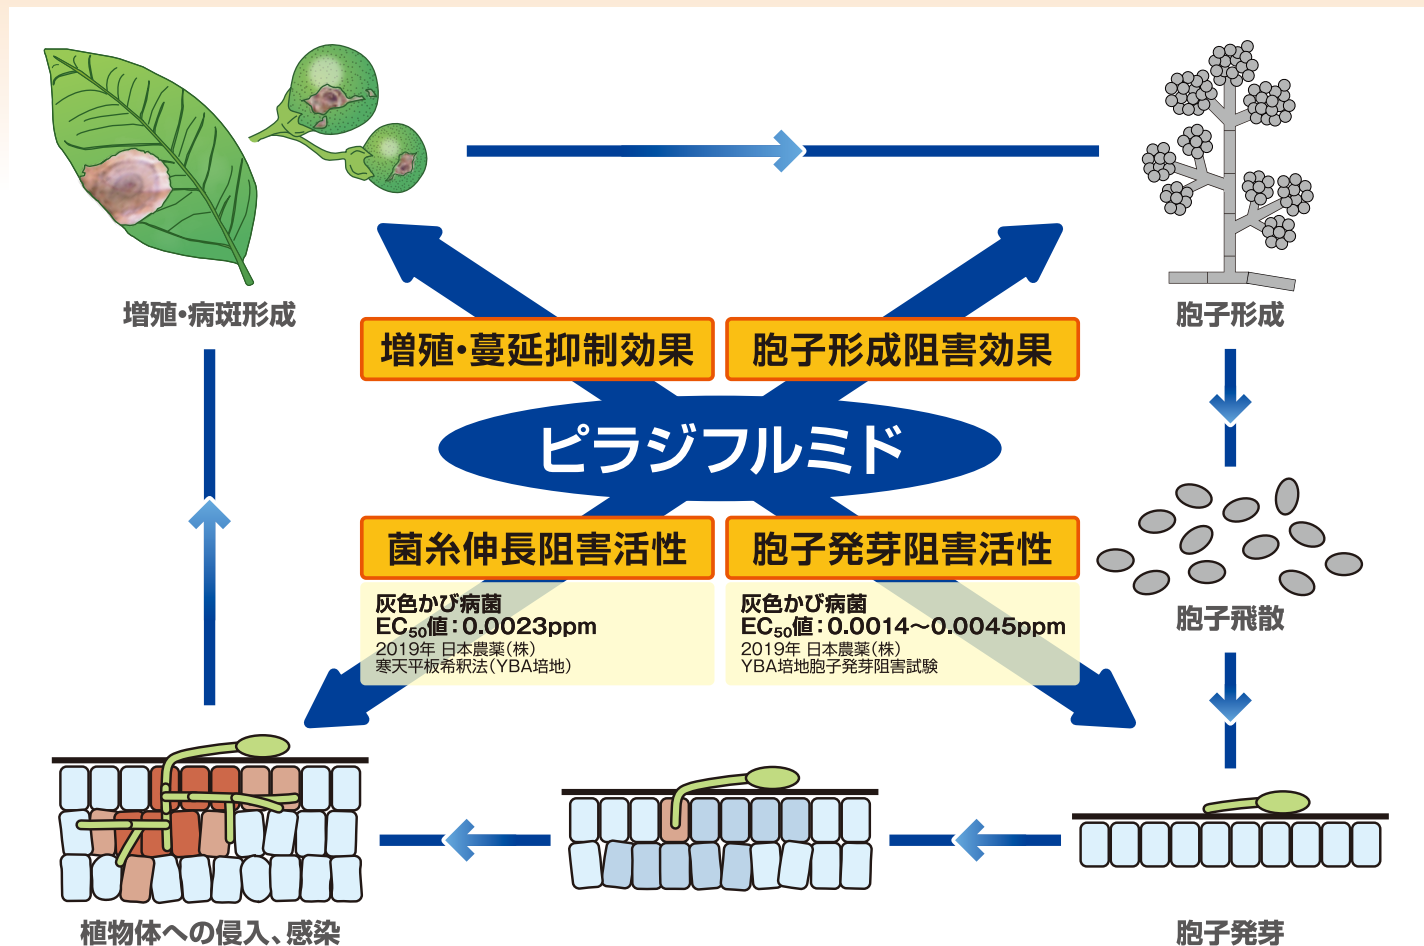 増殖・病斑形成
胞子形成
増殖・蔓延抑制効果
胞子形成阻害効果
ピラジフルミド
菌糸伸長阻害活性
灰色かび病菌
EC₅₀値：0.0023ppm
2019年 日本農薬（株）
寒天平板希釈法（YBA培地）
胞子発芽阻害活性
灰色かび病菌
EC₅₀値：0.0014～0.0045ppm
2019年 日本農薬（株）
YBA培地胞子発芽阻害試験
胞子飛散
植物体への侵入、感染
胞子発芽